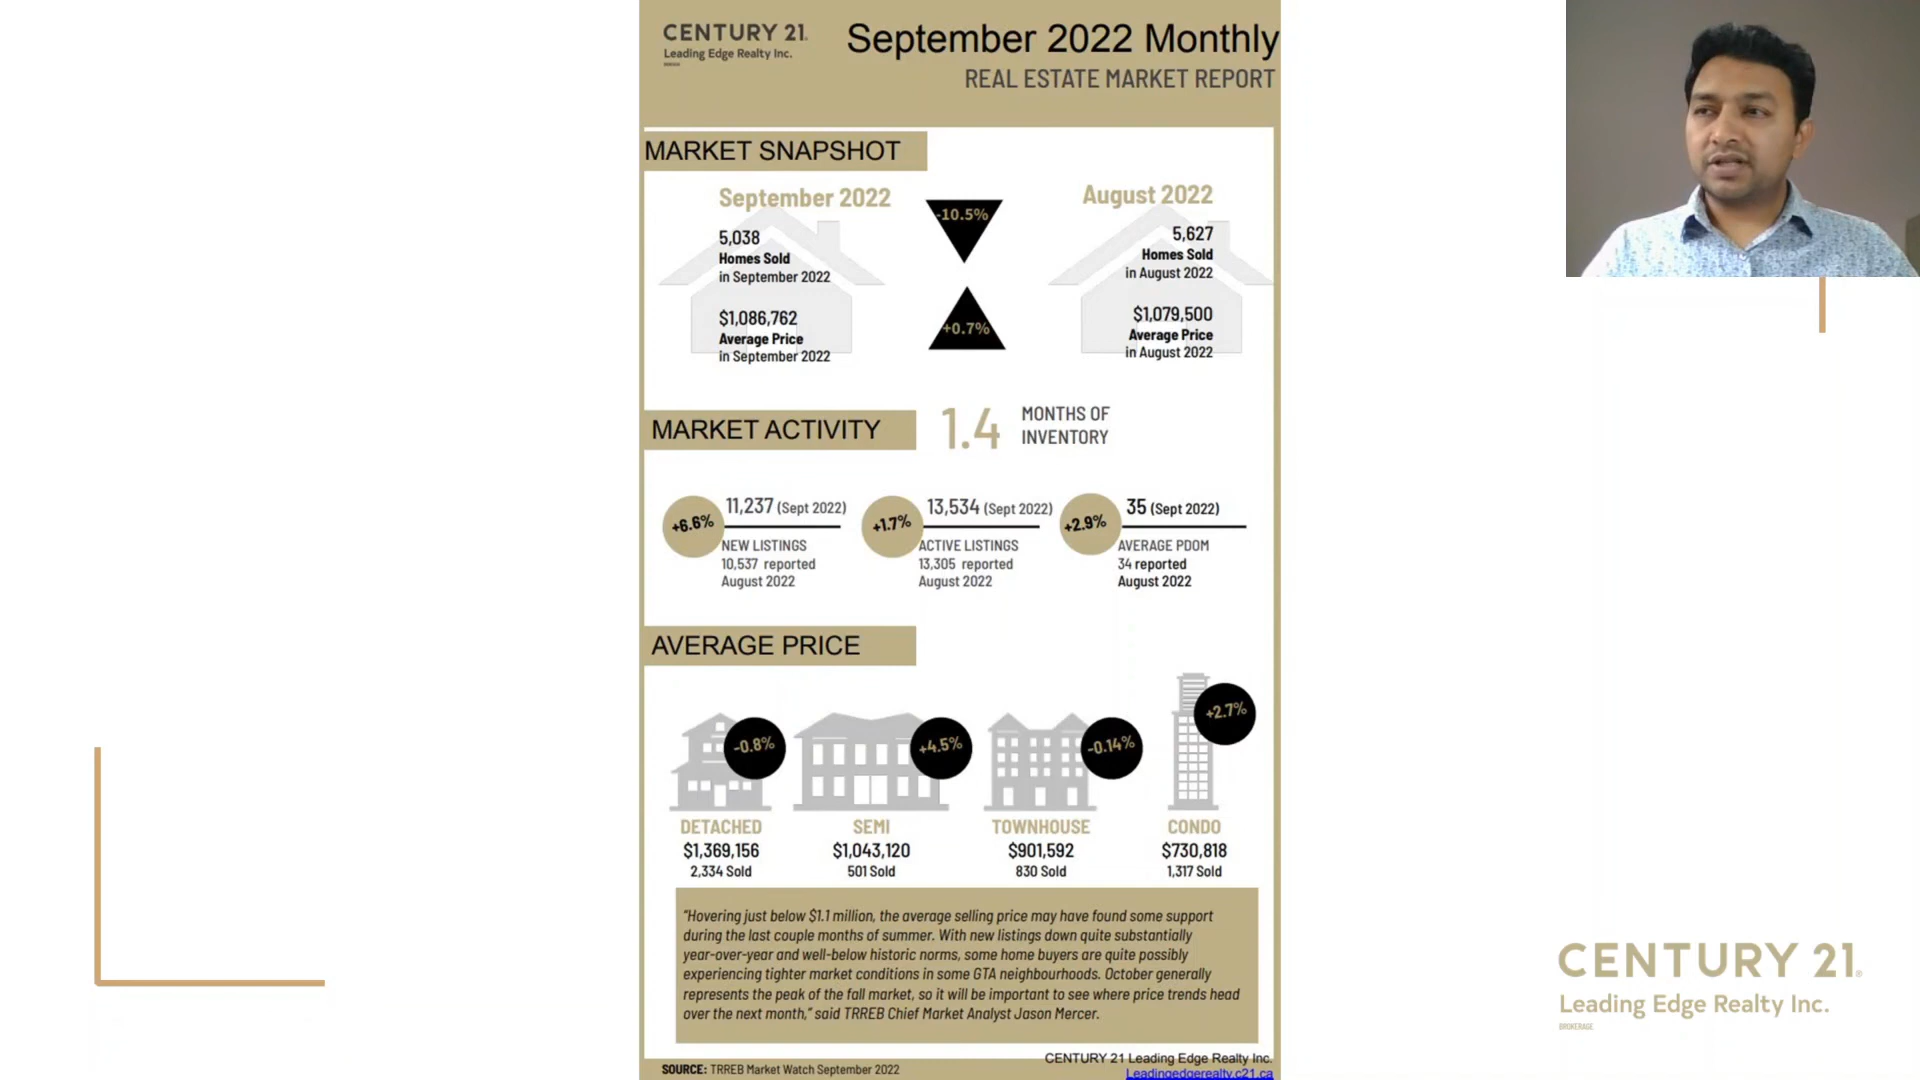 CENTURY 21.
Leading Edge Realty Inc.
September 2022 Monthly
REAL ESTATE MARKET REPORT
MARKET SNAPSHOT
September 2022
5,038
Homes Sold
in September 2022
$1,086,762
Average Price
in September 2022
-10.5%
+0.7%
August 2022
5,627
Homes Sold
in August 2022
$1,079,500
Average Price
in August 2022
MARKET ACTIVITY
1.4
MONTHS OF
INVENTORY
+6.6%
11,237 (Sept 2022)
NEW LISTINGS
10,537 reported
August 2022
+1.7%
13,534 (Sept 2022)
ACTIVE LISTINGS
13,305 reported
August 2022
+2.9%
35 (Sept 2022)
AVERAGE PDOM
34 reported
August 2022
AVERAGE PRICE
-0.8%
DETACHED
$1,369,156
2,334 Sold
+4.5%
SEMI
$1,043,120
501 Sold
-0.14%
TOWNHOUSE
$901,592
830 Sold
+2.7%
CONDO
$730,818
1,317 Sold
"Hovering just below $1.1 million, the average selling price may have found some support
during the last couple months of summer. With new listings down quite substantially
year-over-year and well-below historic norms, some home buyers are quite possibly
experiencing tighter market conditions in some GTA neighbourhoods. October generally
represents the peak of the fall market, so it will be important to see where price trends head
over the next month," said TRREB Chief Market Analyst Jason Mercer.
SOURCE: TRREB Market Watch September 2022
CENTURY 21 Leading Edge Realty Inc.
Leadingedgerealty.c21.ca
CENTURY 21®
Leading Edge Realty Inc.
BROKERAGE